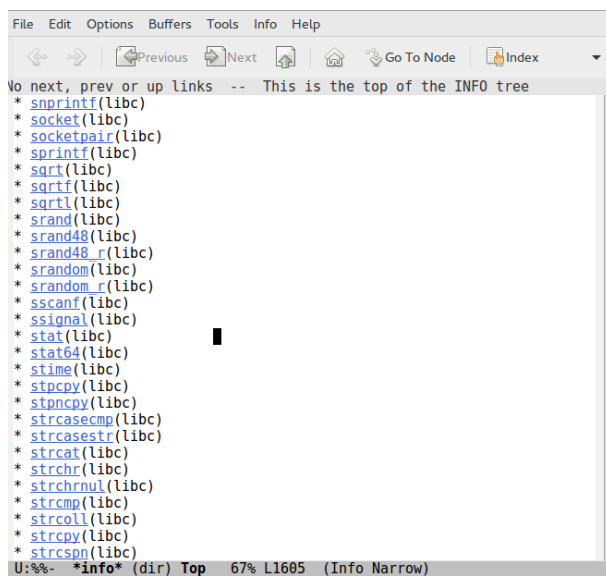 File Edit Options Buffers Tools Info Help
Previous Next Go To Node Index
No next, prev or up links -- This is the top of the INFO tree
* snprintf(libc)
* socket(libc)
* socketpair(libc)
* sprintf(libc)
* sqrt(libc)
* sqrtf(libc)
* sqrtl(libc)
* srand(libc)
* srand48(libc)
* srand48_r(libc)
* srandom(libc)
* srandom_r(libc)
* sscanf(libc)
* ssignal(libc)
* stat(libc)
* stat64(libc)
* stime(libc)
* stpcpy(libc)
* stpncpy(libc)
* strcasecmp(libc)
* strcasestr(libc)
* strcat(libc)
* strchr(libc)
* strchrnul(libc)
* strcmp(libc)
* strcoll(libc)
* strcpy(libc)
* strcspn(libc)
U:%%- *info* (dir) Top 67% L1605 (Info Narrow)